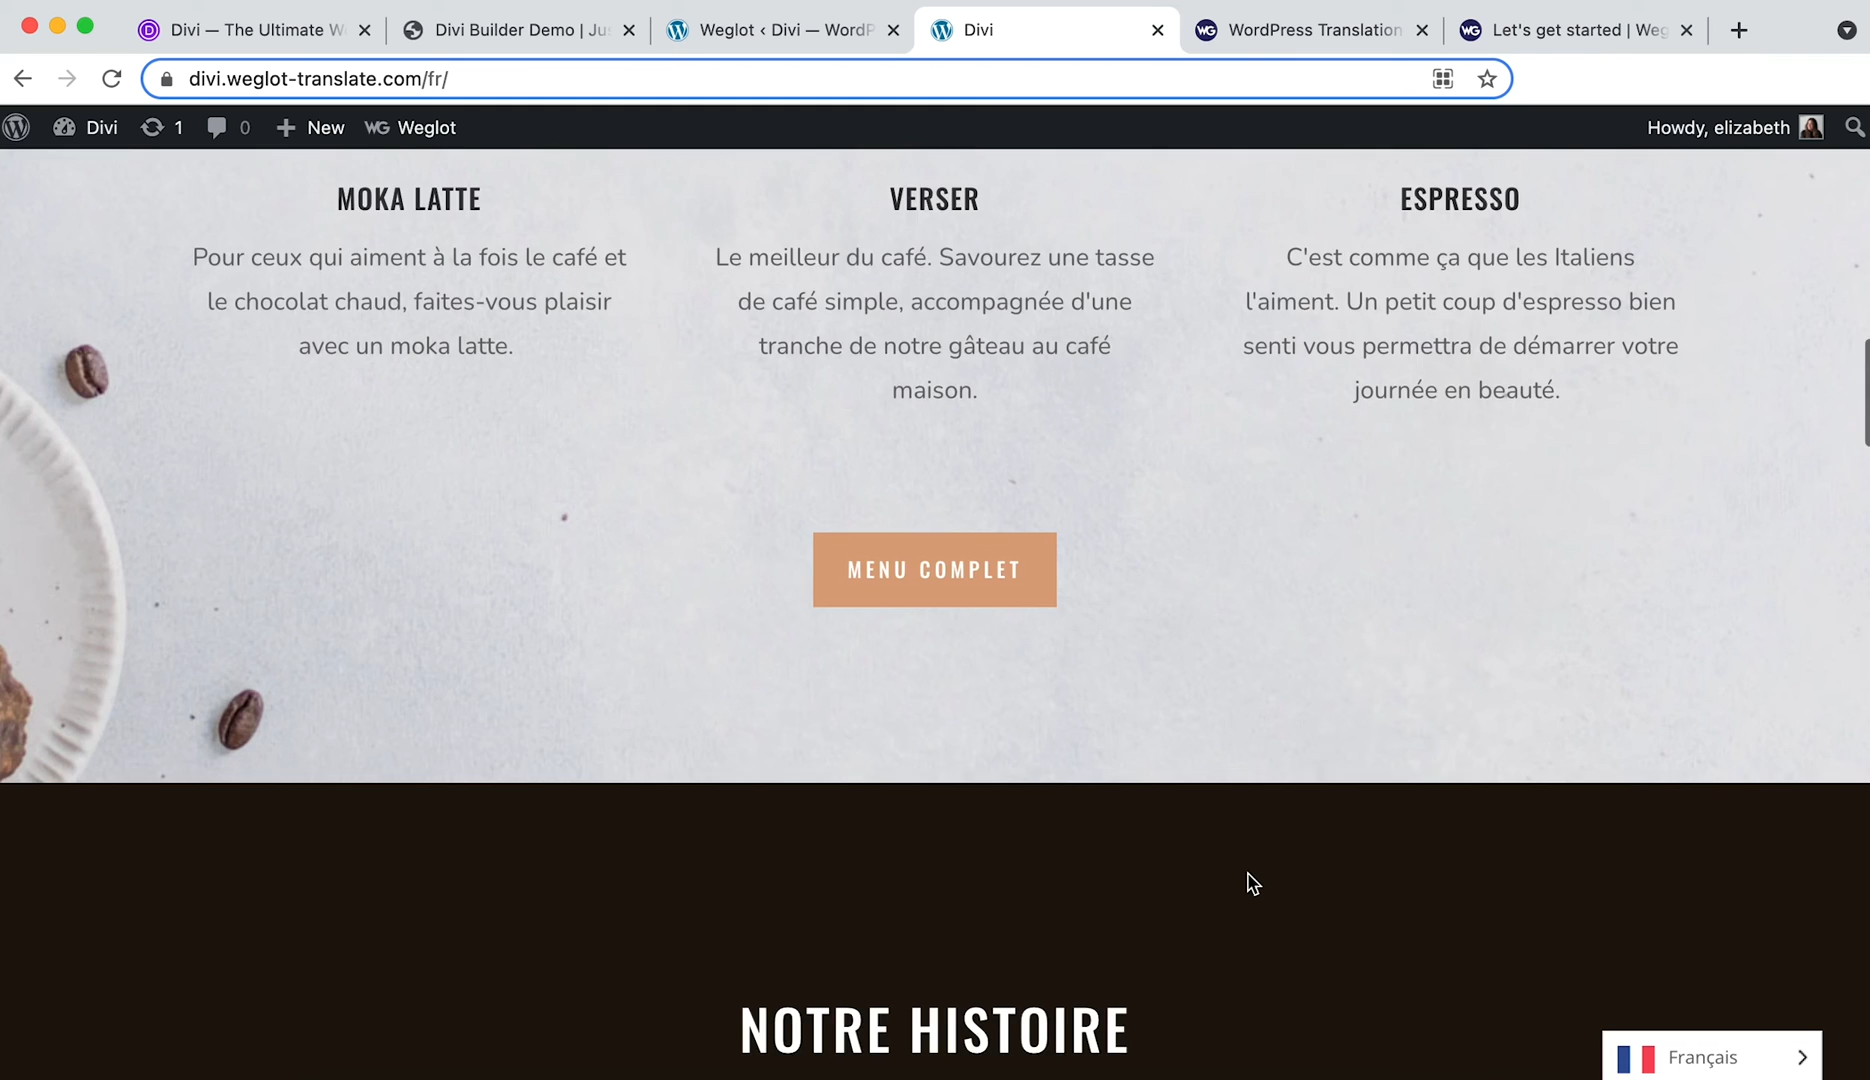 Divi — The Ultimate W
Divi Builder Demo | Jus
Weglot ‹ Divi — WordP
Divi
WordPress Translation
Let's get started | Weg
divi.weglot-translate.com/fr/
Divi
1
0
New
Weglot
Howdy, elizabeth
MOKA LATTE
Pour ceux qui aiment à la fois le café et
le chocolat chaud, faites-vous plaisir
avec un moka latte.
VERSER
Le meilleur du café. Savourez une tasse
de café simple, accompagnée d'une
tranche de notre gâteau au café
maison.
ESPRESSO
C'est comme ça que les Italiens
l'aiment. Un petit coup d'espresso bien
senti vous permettra de démarrer votre
journée en beauté.
MENU COMPLET
NOTRE HISTOIRE
Français